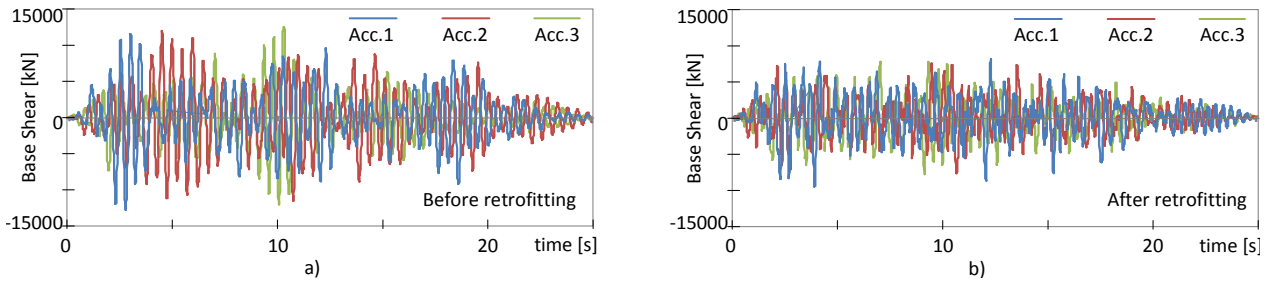 15000
Acc.1 Acc.2 Acc.3
Base Shear [kN]
0
Before retrofitting
-15000
0 10 20 time [s]
a)
15000
Acc.1 Acc.2 Acc.3
Base Shear [kN]
0
After retrofitting
-15000
0 10 20 time [s]
b)